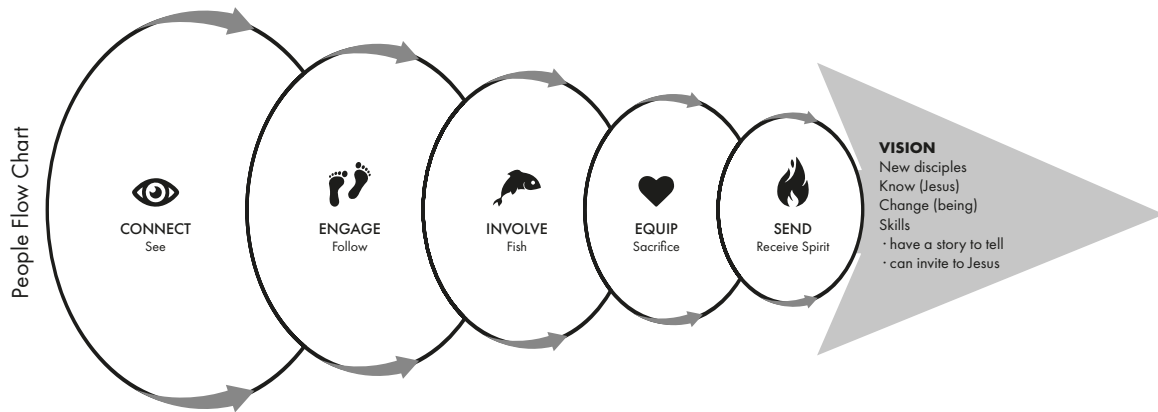 People Flow Chart
CONNECT
See
ENGAGE
Follow
INVOLVE
Fish
EQUIP
Sacrifice
SEND
Receive Spirit
VISION
New disciples
Know (Jesus)
Change (being)
Skills
· have a story to tell
· can invite to Jesus